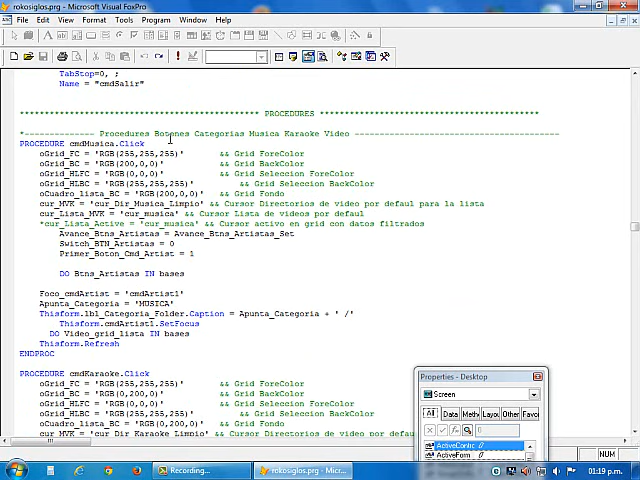 rokosiglos.prg - Microsoft Visual FoxPro
File Edit View Format Tools Program Window Community Help
TabStop=0, ;
Name = "cmdSalir"
******************************************** PROCEDURES ****************************************
*-------------- Procedures Botones Categorias Musica Karaoke Video -----------------------------------------
PROCEDURE cmdMusica.Click
oGrid_FC = 'RGB(255,255,255)' && Grid ForeColor
oGrid_BC = 'RGB(200,0,0)' && Grid BackColor
oGrid_HLFC = 'RGB(0,0,0)' && Grid Seleccion ForeColor
oGrid_HLBC = 'RGB(255,255,255)' && Grid Seleccion BackColor
oCuadro_lista_BC = 'RGB(200,0,0)' && Grid Fondo
cur_MVK = 'cur_Dir_Musica_Limpio' && Cursor Directorios de video por defaul para la lista
cur_Lista_MVK = 'cur_musica' && Cursor Lista de videos por defaul
*cur_Lista_Active = 'cur_musica' && Cursor activo en grid con datos filtrados
Avance_Btns_Artistas = Avance_Btns_Artistas_Set
Switch_BTN_Artistas = 0
Primer_Boton_Cmd_Artist = 1
DO Btns_Artistas IN bases
Foco_cmdArtist = 'cmdArtist1'
Apunta_Categoria = 'MUSICA'
Thisform.lbl_Categoria_Folder.Caption = Apunta_Categoria + ' /'
Thisform.cmdArtist1.SetFocus
DO Video_grid_lista IN bases
Thisform.Refresh
ENDPROC
PROCEDURE cmdKaraoke.Click
oGrid_FC = 'RGB(255,255,255)' && Grid ForeColor
oGrid_BC = 'RGB(0,200,0)' && Grid BackColor
oGrid_HLFC = 'RGB(0,0,0)' && Grid Seleccion ForeColor
oGrid_HLBC = 'RGB(255,255,255)' && Grid Seleccion BackColor
oCuadro_lista_BC = 'RGB(0,200,0)' && Grid Fondo
cur_MVK = 'cur_Dir_Karaoke_Limpio' && Cursor Directorios de video por defaul
Properties - Desktop
Screen
All Data Meth Layo Other Favo
0
ActiveContro 0
ActiveForm 0
NUM
Recording... rokosiglos.prg - Micr... 01:19 p.m.